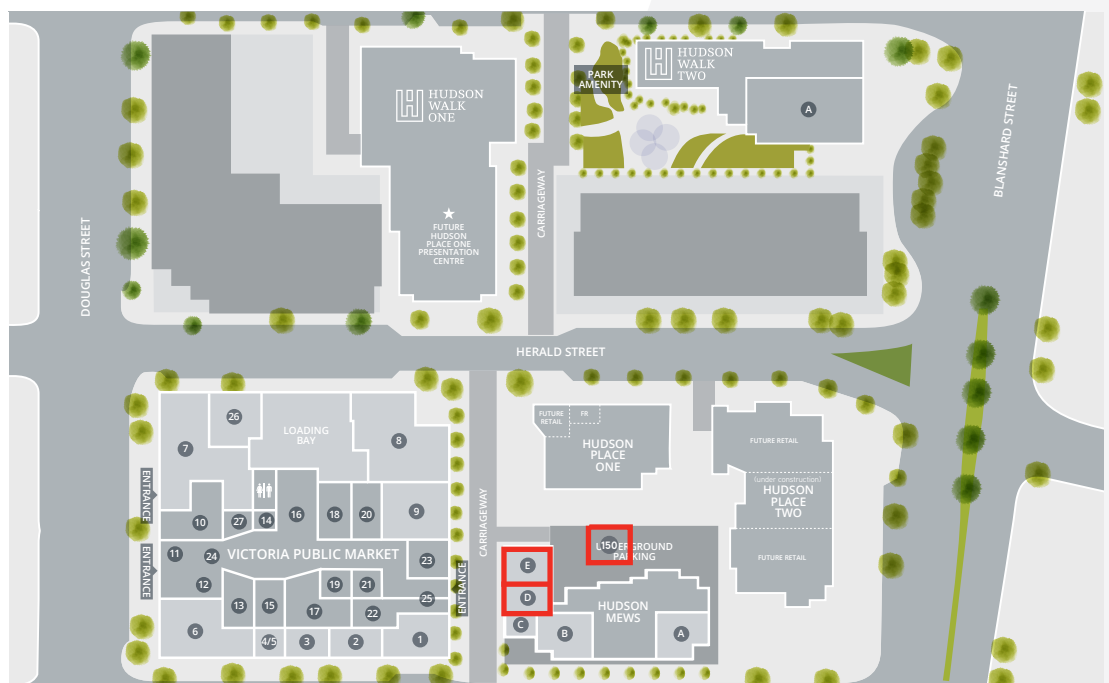 HUDSON
WALK
ONE
PARK
AMENITY
HUDSON
WALK
TWO
A
BLANSHARD STREET
DOUGLAS STREET
CARRIAGEWAY
★
FUTURE
HUDSON
PLACE ONE
PRESENTATION
CENTRE
HERALD STREET
26
7
LOADING
BAY
8
ENTRANCE
10
27
14
16
18
20
9
ENTRANCE
11
24
12
VICTORIA PUBLIC MARKET
23
13
15
19
21
17
22
25
ENTRANCE
6
4/5
3
2
1
CARRIAGEWAY
FUTURE
RETAIL
FR
HUDSON
PLACE
ONE
FUTURE RETAIL
(under construction)
HUDSON
PLACE
TWO
FUTURE RETAIL
150
UNDERGROUND
PARKING
E
D
C
B
HUDSON
MEWS
A